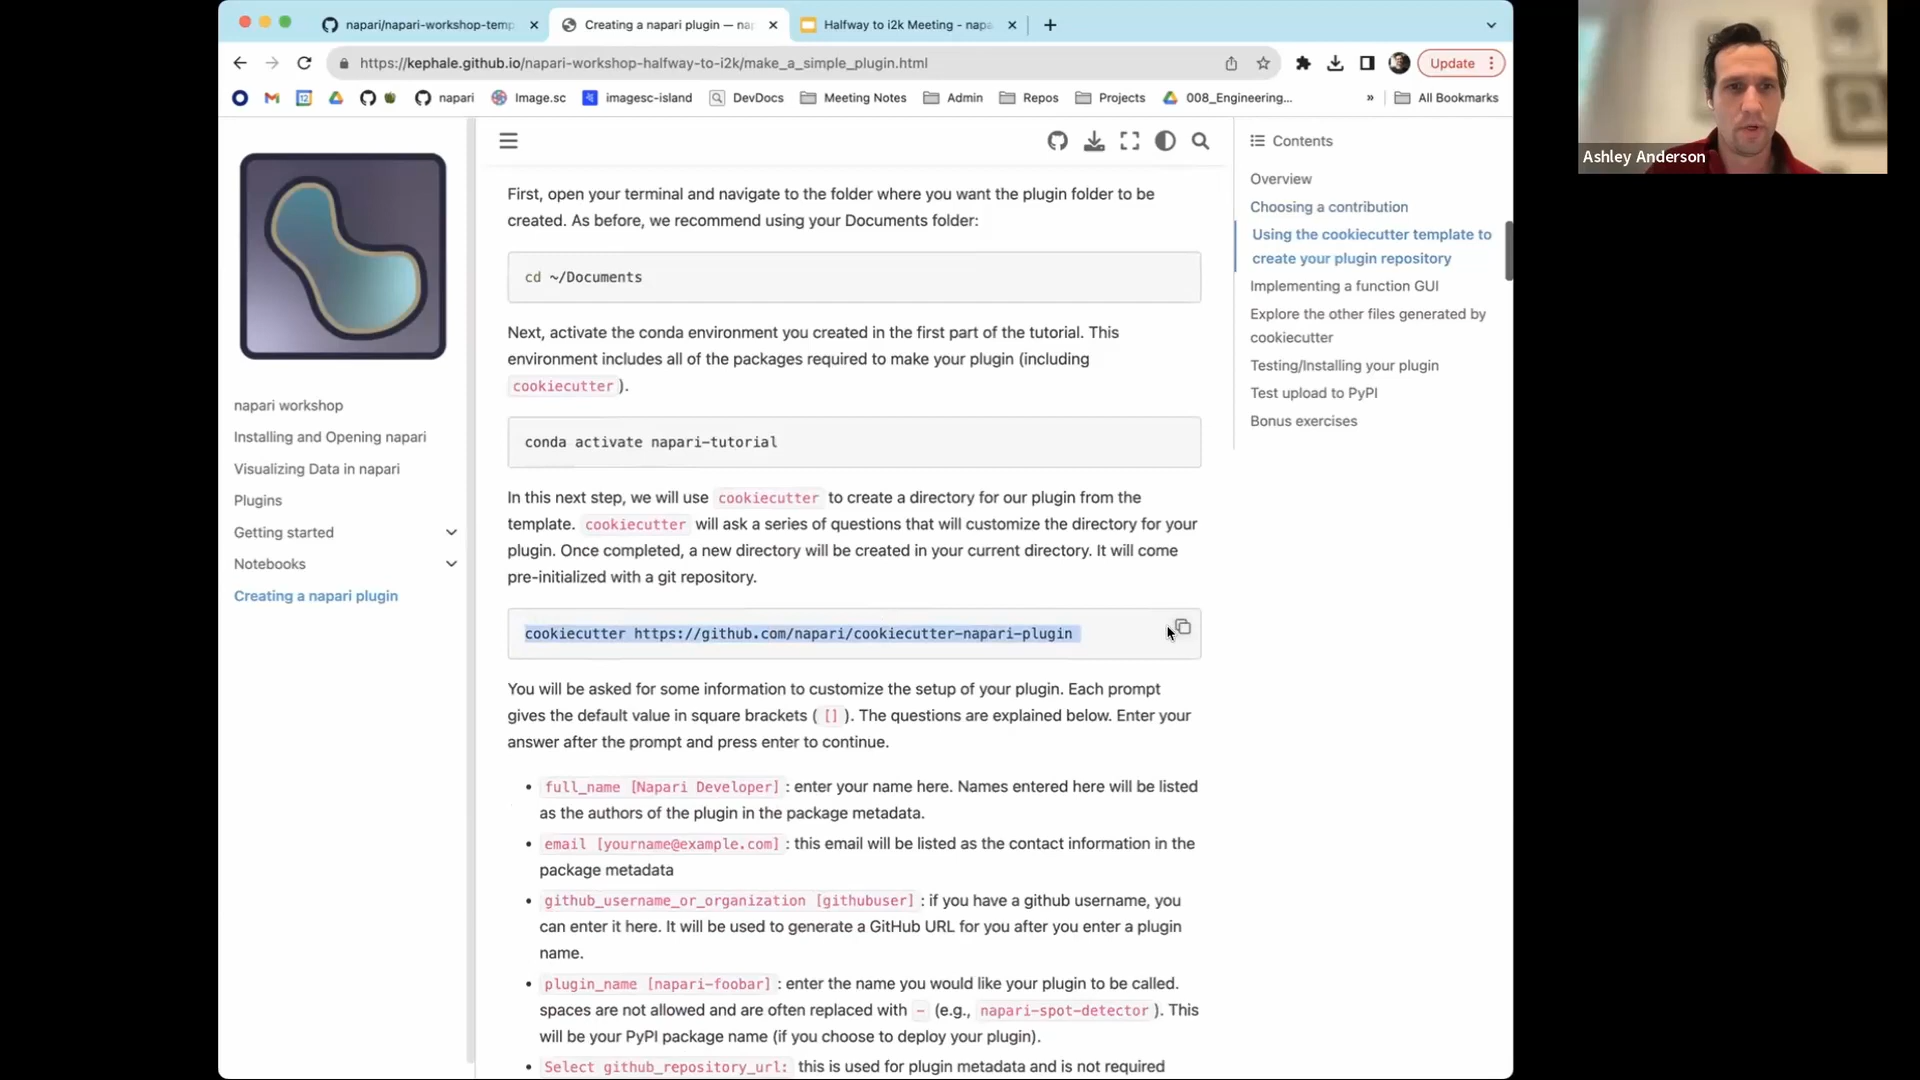 napari/napari-workshop-temp
Creating a napari plugin — nap
Halfway to i2k Meeting - napa
https://kephale.github.io/napari-workshop-halfway-to-i2k/make_a_simple_plugin.html
Update
12
napari
Image.sc
imagesc-island
DevDocs
Meeting Notes
Admin
Repos
Projects
008_Engineering...
»
All Bookmarks
napari workshop
Installing and Opening napari
Visualizing Data in napari
Plugins
Getting started
Notebooks
Creating a napari plugin
First, open your terminal and navigate to the folder where you want the plugin folder to be
created. As before, we recommend using your Documents folder:
cd ~/Documents
Next, activate the conda environment you created in the first part of the tutorial. This
environment includes all of the packages required to make your plugin (including
cookiecutter ).
conda activate napari-tutorial
In this next step, we will use cookiecutter to create a directory for our plugin from the
template. cookiecutter will ask a series of questions that will customize the directory for your
plugin. Once completed, a new directory will be created in your current directory. It will come
pre-initialized with a git repository.
cookiecutter https://github.com/napari/cookiecutter-napari-plugin
You will be asked for some information to customize the setup of your plugin. Each prompt
gives the default value in square brackets ( [] ). The questions are explained below. Enter your
answer after the prompt and press enter to continue.
• full_name [Napari Developer] : enter your name here. Names entered here will be listed
as the authors of the plugin in the package metadata.
• email [yourname@example.com] : this email will be listed as the contact information in the
package metadata
• github_username_or_organization [githubuser] : if you have a github username, you
can enter it here. It will be used to generate a GitHub URL for you after you enter a plugin
name.
• plugin_name [napari-foobar] : enter the name you would like your plugin to be called.
spaces are not allowed and are often replaced with - (e.g., napari-spot-detector ). This
will be your PyPI package name (if you choose to deploy your plugin).
• Select github_repository_url: this is used for plugin metadata and is not required
Contents
Overview
Choosing a contribution
Using the cookiecutter template to
create your plugin repository
Implementing a function GUI
Explore the other files generated by
cookiecutter
Testing/Installing your plugin
Test upload to PyPI
Bonus exercises
Ashley Anderson